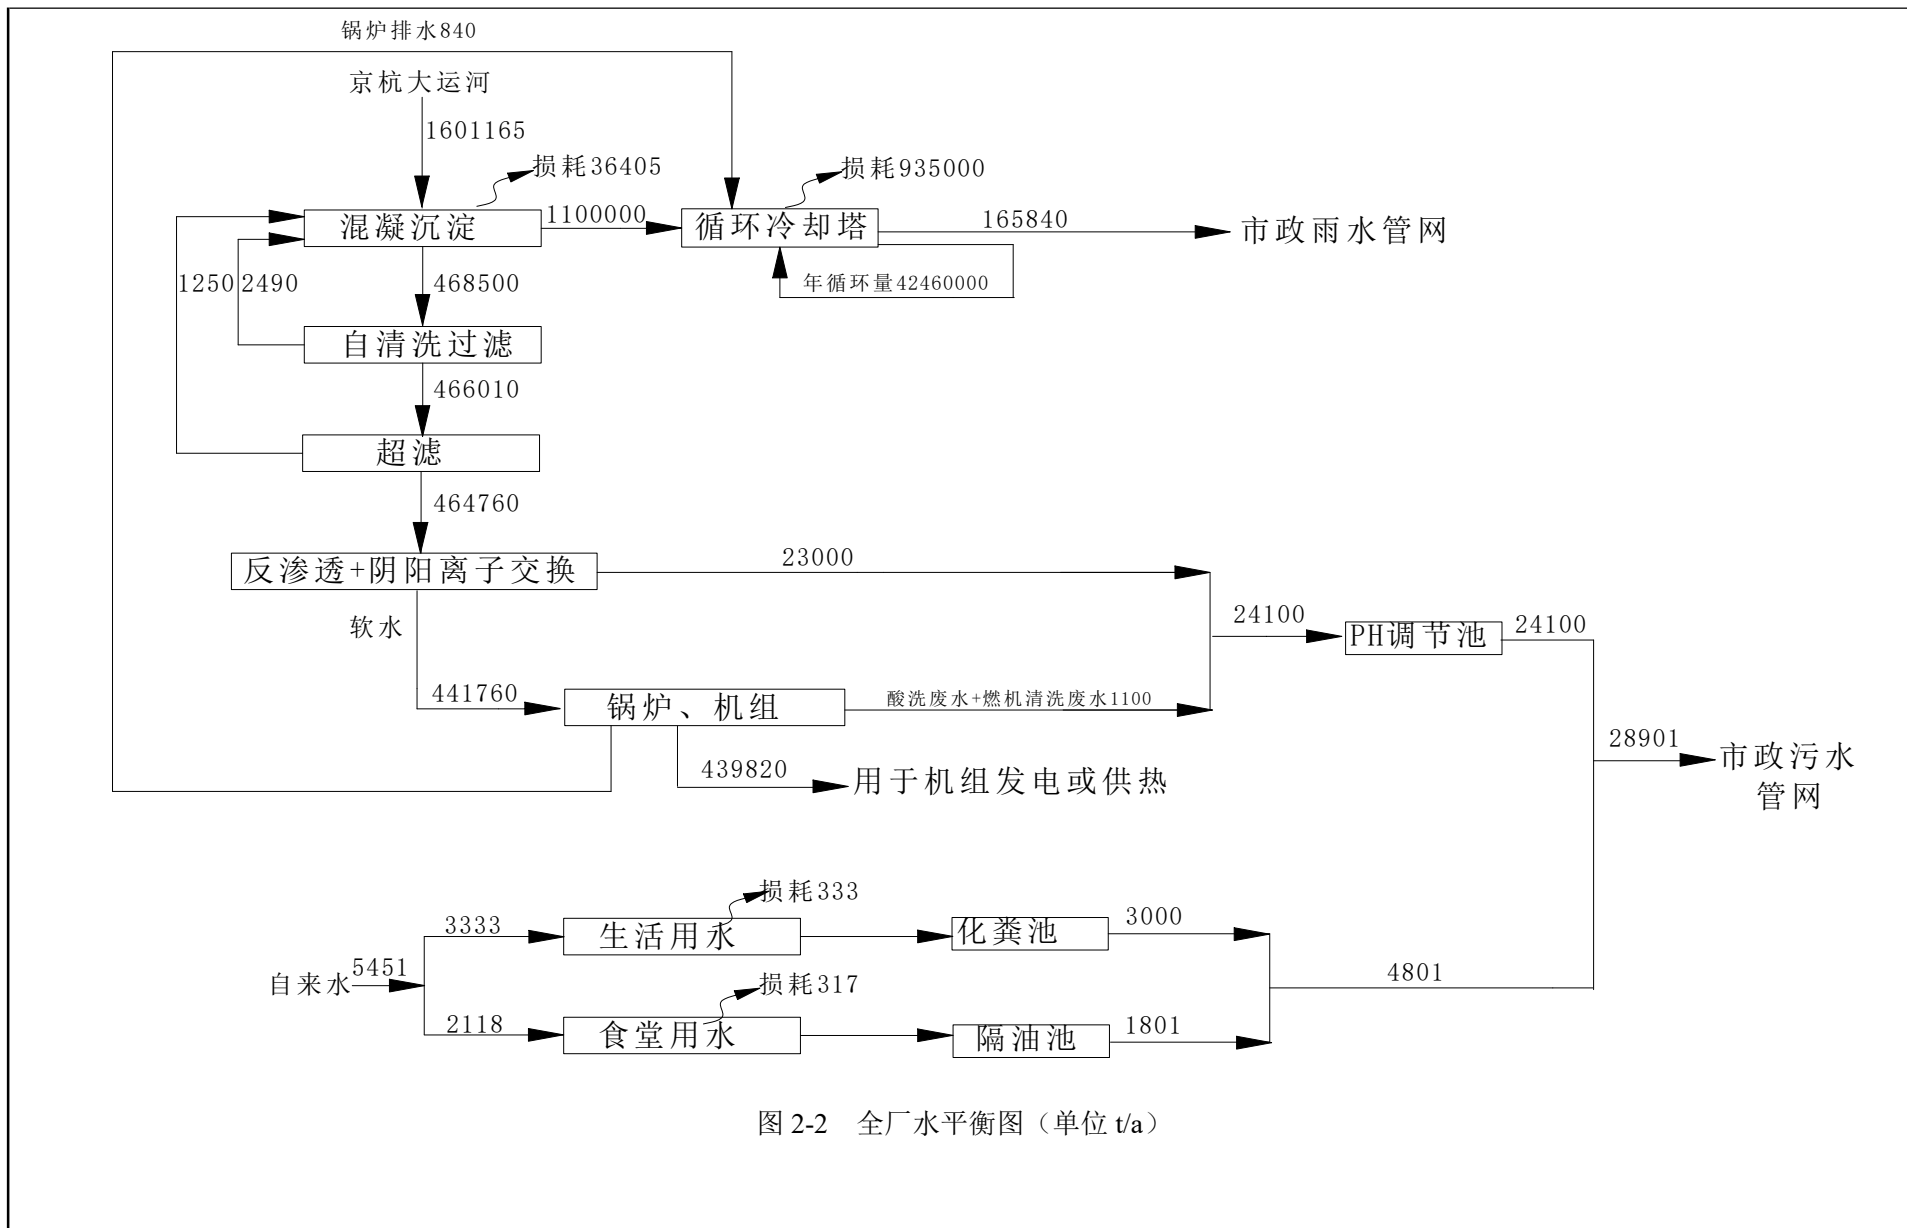 锅炉排水840
京杭大运河
1601165
损耗36405
损耗935000
混凝沉淀
1100000
循环冷却塔
165840
市政雨水管网
1250
2490
468500
年循环量42460000
自清洗过滤
466010
超滤
464760
反渗透+阴阳离子交换
23000
软水
24100
PH调节池
24100
441760
锅炉、机组
酸洗废水+燃机清洗废水1100
439820
用于机组发电或供热
28901
市政污水
管网
损耗333
3333
生活用水
化粪池
3000
自来水
5451
损耗317
4801
2118
食堂用水
隔油池
1801
图 2-2 全厂水平衡图（单位 t/a）